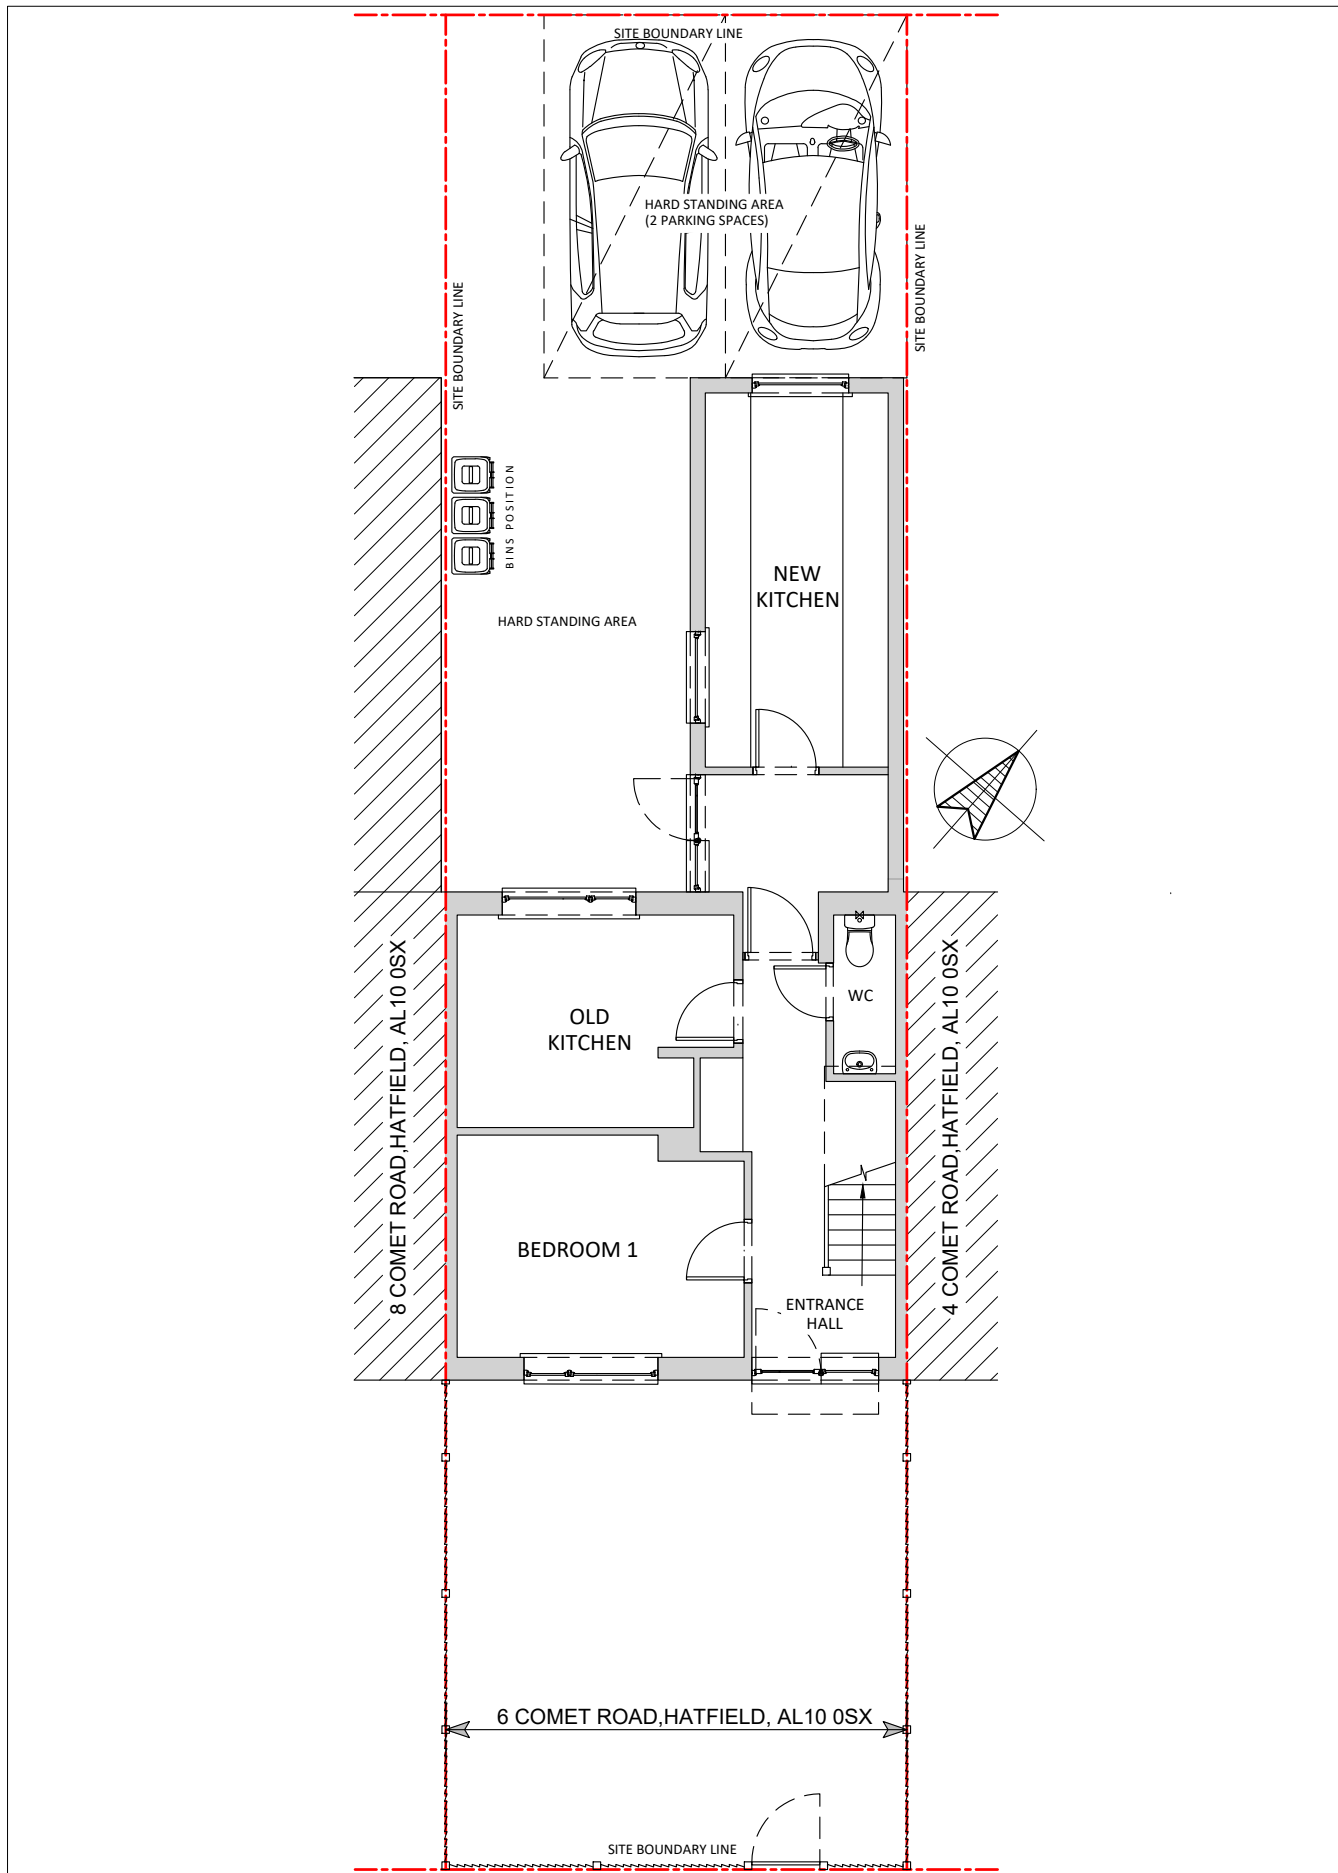 SITE BOUNDARY LINE
HARD STANDING AREA
(2 PARKING SPACES)
SITE BOUNDARY LINE
SITE BOUNDARY LINE
BINS POSITION
NEW
KITCHEN
HARD STANDING AREA
8 COMET ROAD,HATFIELD, AL10 0SX
OLD
KITCHEN
WC
4 COMET ROAD,HATFIELD, AL10 0SX
BEDROOM 1
ENTRANCE
HALL
6 COMET ROAD,HATFIELD, AL10 0SX
SITE BOUNDARY LINE